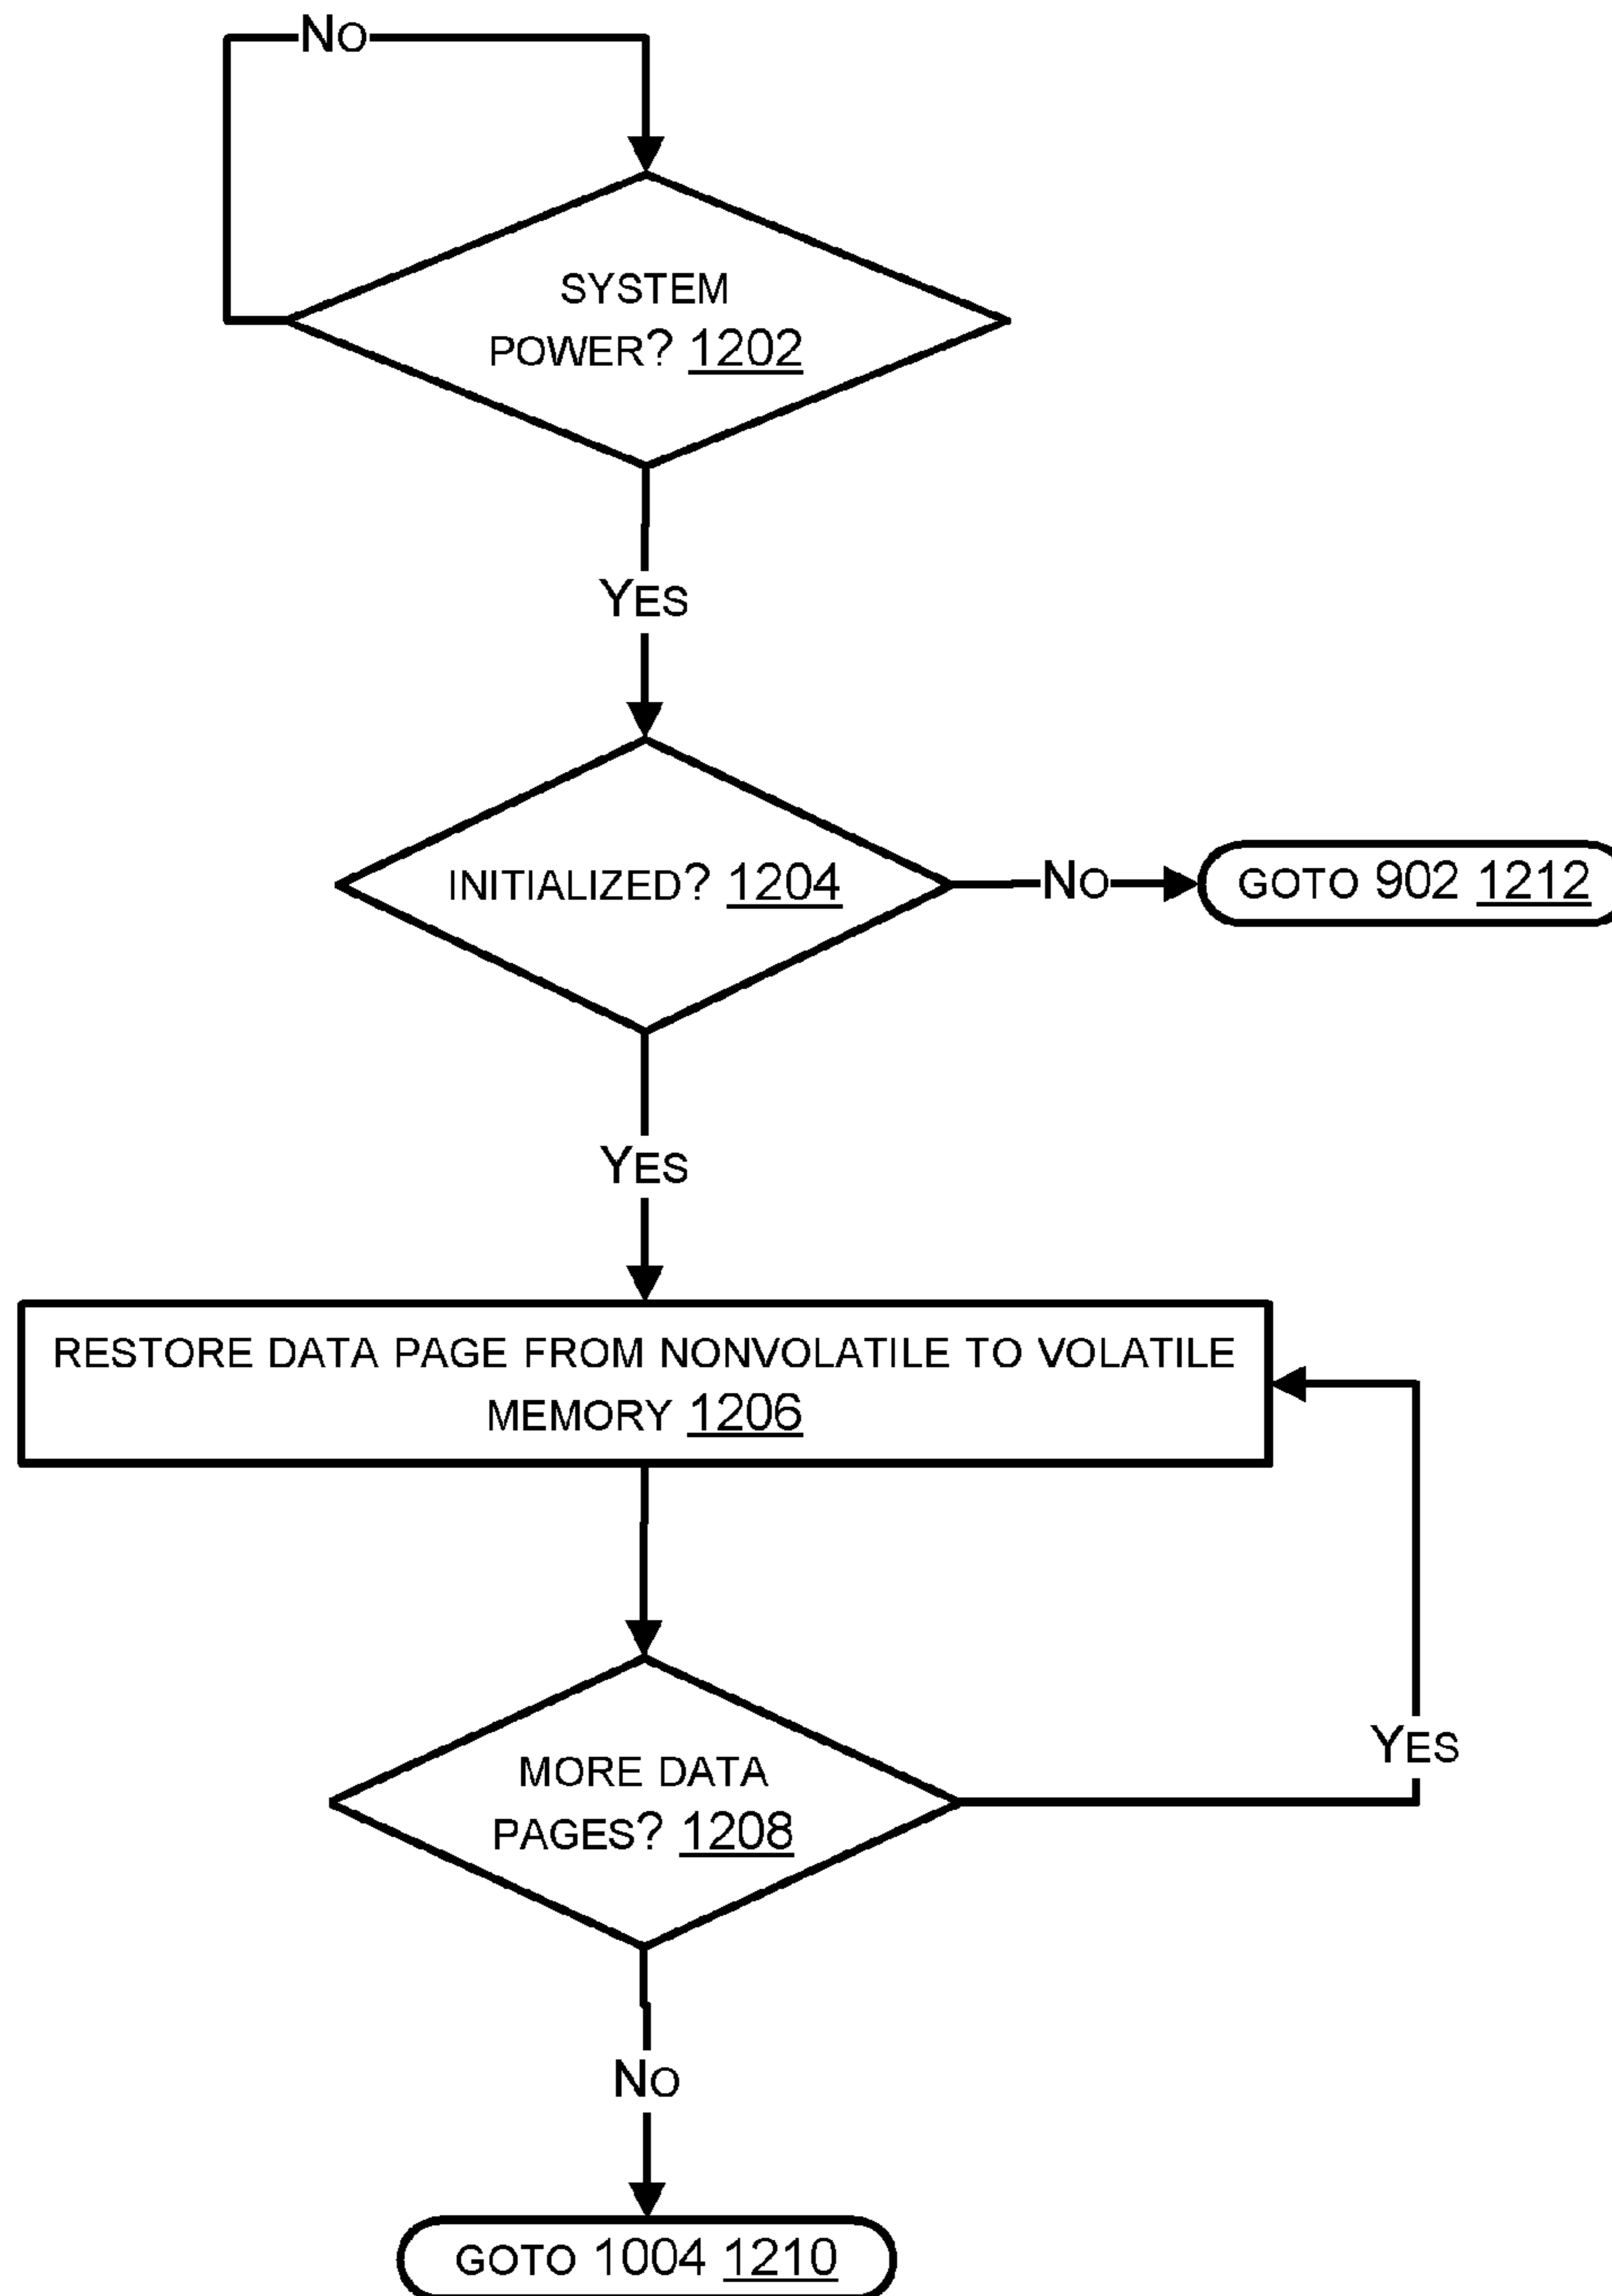 No
SYSTEM
POWER? 1202
YES
INITIALIZED? 1204
No
GOTO 902 1212
YES
RESTORE DATA PAGE FROM NONVOLATILE TO VOLATILE
MEMORY 1206
YES
MORE DATA
PAGES? 1208
No
GOTO 1004 1210